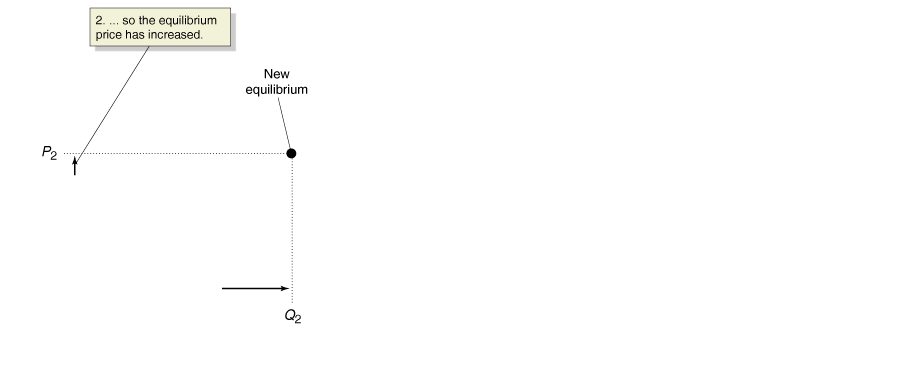 2. ... so the equilibrium
price has increased.
New
equilibrium
P2
Q2